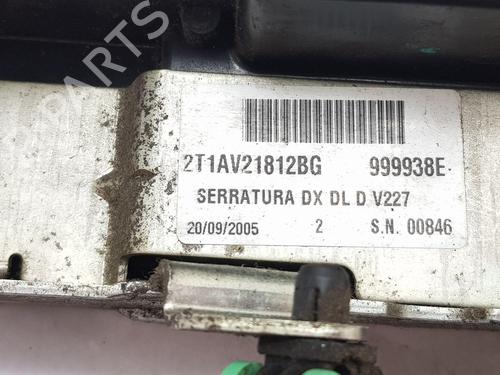 B-PARTS
2T1AV21812BG 999938E
SERRATURA DX DL D V227
20/09/2005 2 S.N. 00846